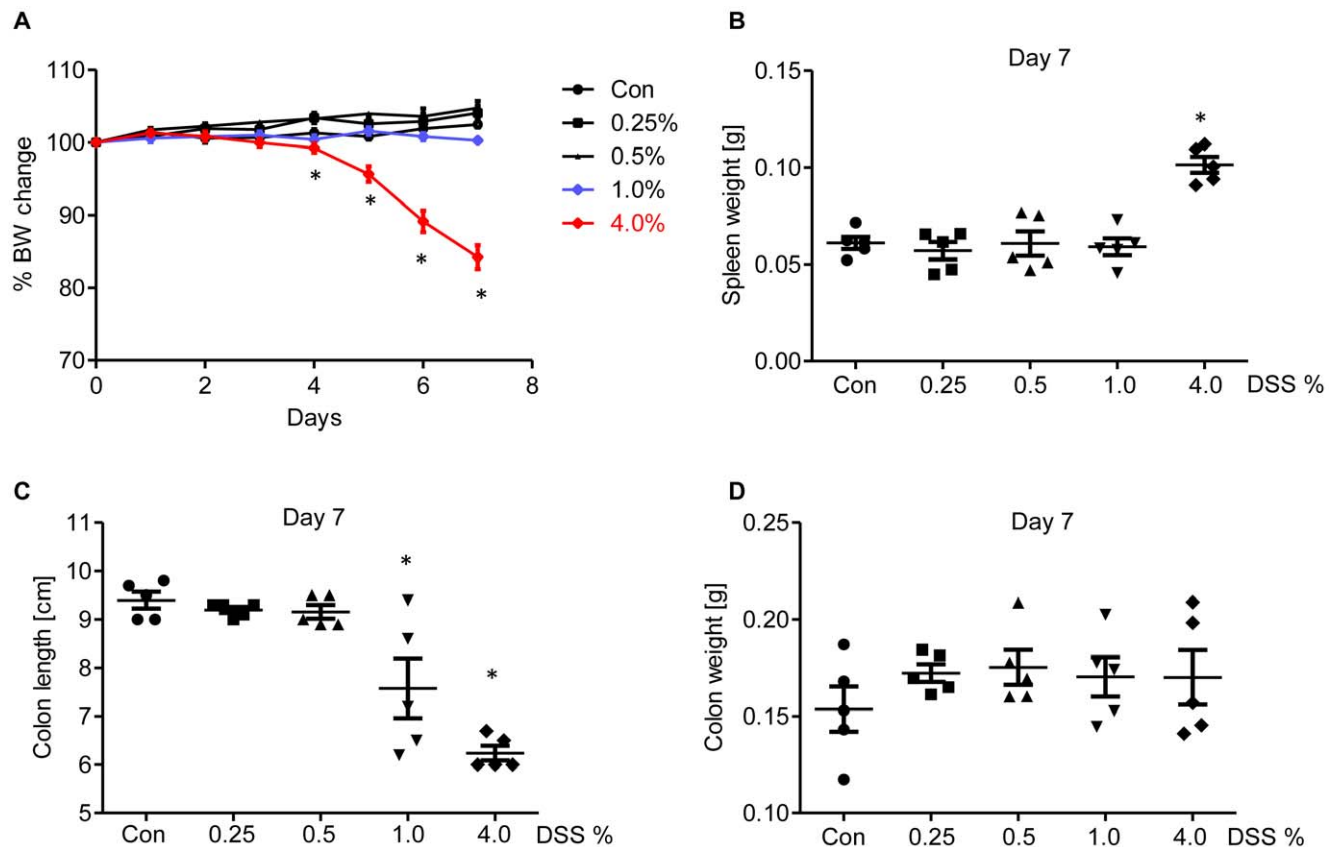 A
% BW change
110
100
90
80
70
0 2 4 6 8
Days
* * * *
Con
0.25%
0.5%
1.0%
4.0%
B
Day 7
Spleen weight [g]
0.15
0.10
0.05
0.00
*
Con 0.25 0.5 1.0 4.0 DSS %
C
Day 7
Colon length [cm]
11
10
9
8
7
6
5
* *
Con 0.25 0.5 1.0 4.0 DSS %
D
Day 7
Colon weight [g]
0.25
0.20
0.15
0.10
Con 0.25 0.5 1.0 4.0 DSS %